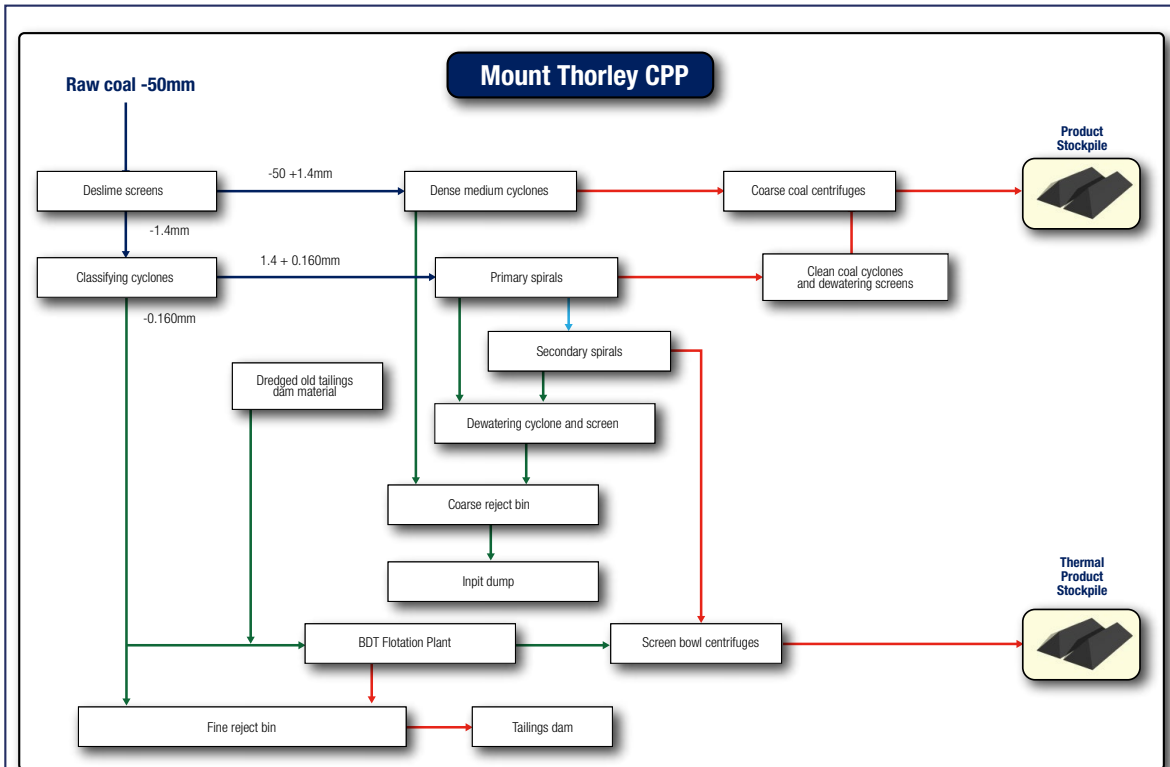 Mount Thorley CPP
Raw coal -50mm
Product
Stockpile
Deslime screens
-50 +1.4mm
Dense medium cyclones
Coarse coal centrifuges
-1.4mm
Classifying cyclones
1.4 + 0.160mm
Primary spirals
Clean coal cyclones
and dewatering screens
-0.160mm
Secondary spirals
Dredged old tailings
dam material
Dewatering cyclone and screen
Coarse reject bin
Inpit dump
Thermal
Product
Stockpile
BDT Flotation Plant
Screen bowl centrifuges
Fine reject bin
Tailings dam